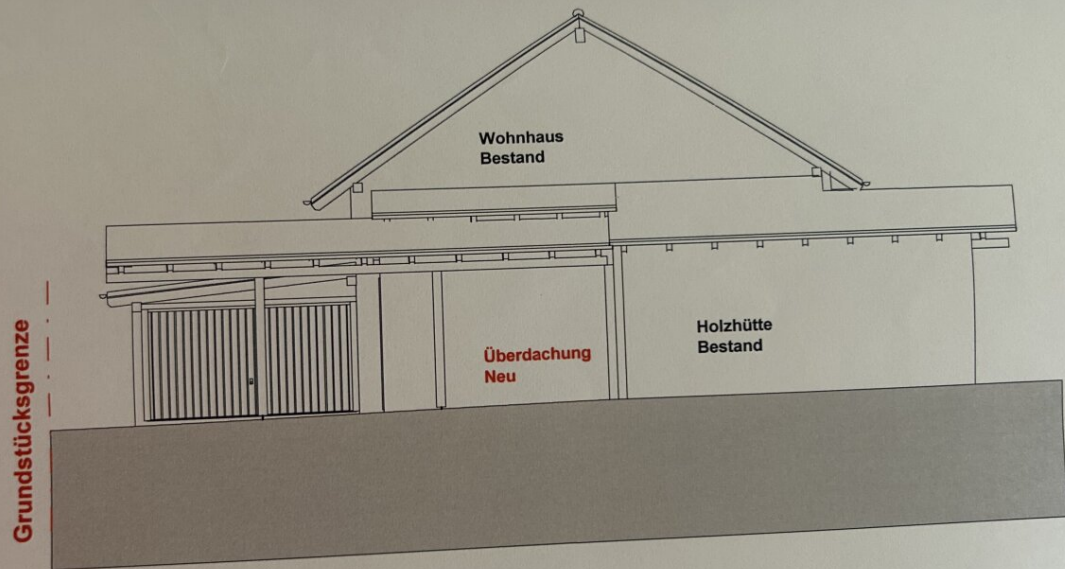 Wohnhaus
Bestand
Überdachung
Neu
Holzhütte
Bestand
Grundstücksgrenze